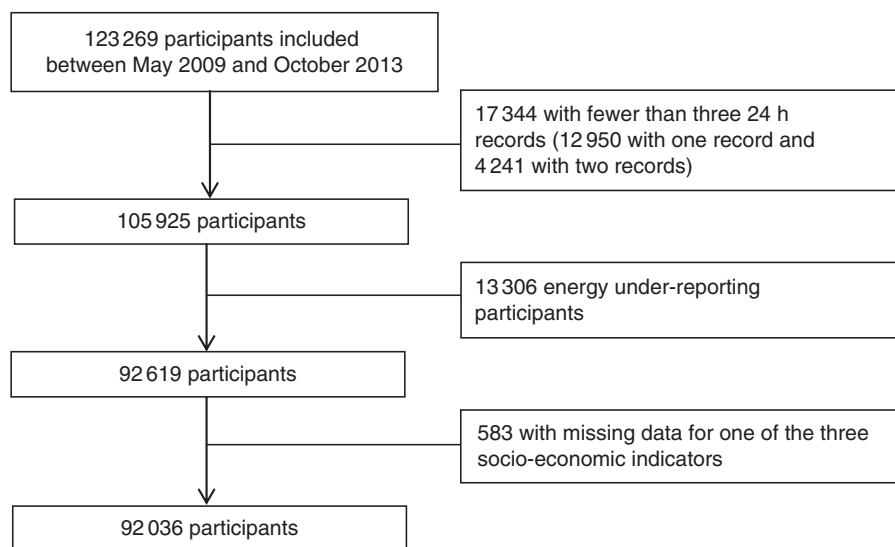 123 269 participants included
between May 2009 and October 2013
17 344 with fewer than three 24 h
records (12 950 with one record and
4 241 with two records)
105 925 participants
13 306 energy under-reporting
participants
92 619 participants
583 with missing data for one of the three
socio-economic indicators
92 036 participants